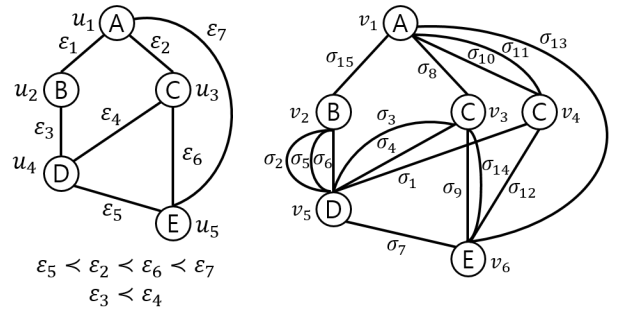 u₁ A ε₇
ε₁ ε₂
u₂ B C u₃
ε₃ ε₄
u₄ D ε₆
ε₅ E u₅
ε₅ ≺ ε₂ ≺ ε₆ ≺ ε₇
ε₃ ≺ ε₄
v₁ A σ₁₁ σ₁₃
σ₁₅ σ₈ σ₁₀
v₂ B σ₃ C v₃ C v₄
σ₂ σ₅ σ₆ σ₄ σ₁₄
σ₁ σ₉ σ₁₂
v₅ D
σ₇ E v₆